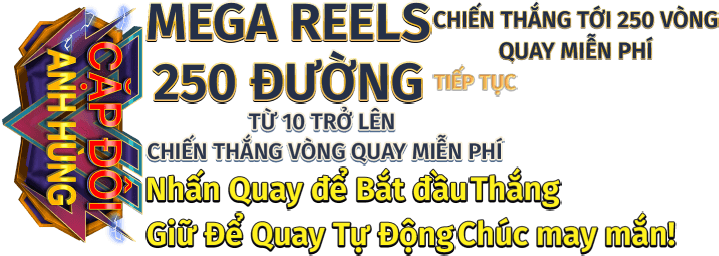 CẶP ĐÔI
ANH HÙNG
MEGA REELS
250 ĐƯỜNG
CHIẾN THẮNG TỚI 250 VÒNG
QUAY MIỄN PHÍ
TIẾP TỤC
TỪ 10 TRỞ LÊN
CHIẾN THẮNG VÒNG QUAY MIỄN PHÍ
Nhấn Quay để Bắt đầu
Thắng
Giữ Để Quay Tự Động
Chúc may mắn!